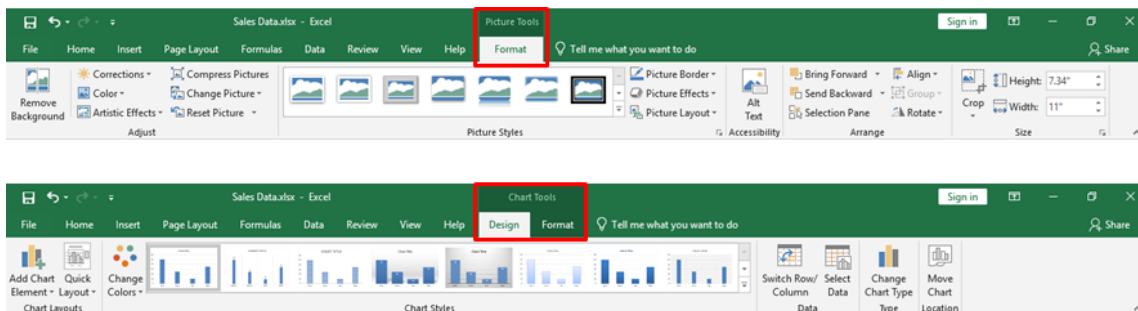 Sales Data.xlsx - Excel
Picture Tools
Sign in
File Home Insert Page Layout Formulas Data Review View Help Format Tell me what you want to do Share
Remove Background
Corrections
Color
Artistic Effects
Compress Pictures
Change Picture
Reset Picture
Adjust
Picture Styles
Picture Border
Picture Effects
Picture Layout
Alt Text
Accessibility
Bring Forward
Send Backward
Selection Pane
Align
Group
Rotate
Arrange
Crop
Height: 7.34"
Width: 11"
Size
Sales Data.xlsx - Excel
Chart Tools
Sign in
File Home Insert Page Layout Formulas Data Review View Help Design Format Tell me what you want to do Share
Add Chart Element
Quick Layout
Chart Layouts
Change Colors
Chart Styles
Switch Row/ Column
Select Data
Data
Change Chart Type
Type
Move Chart
Location